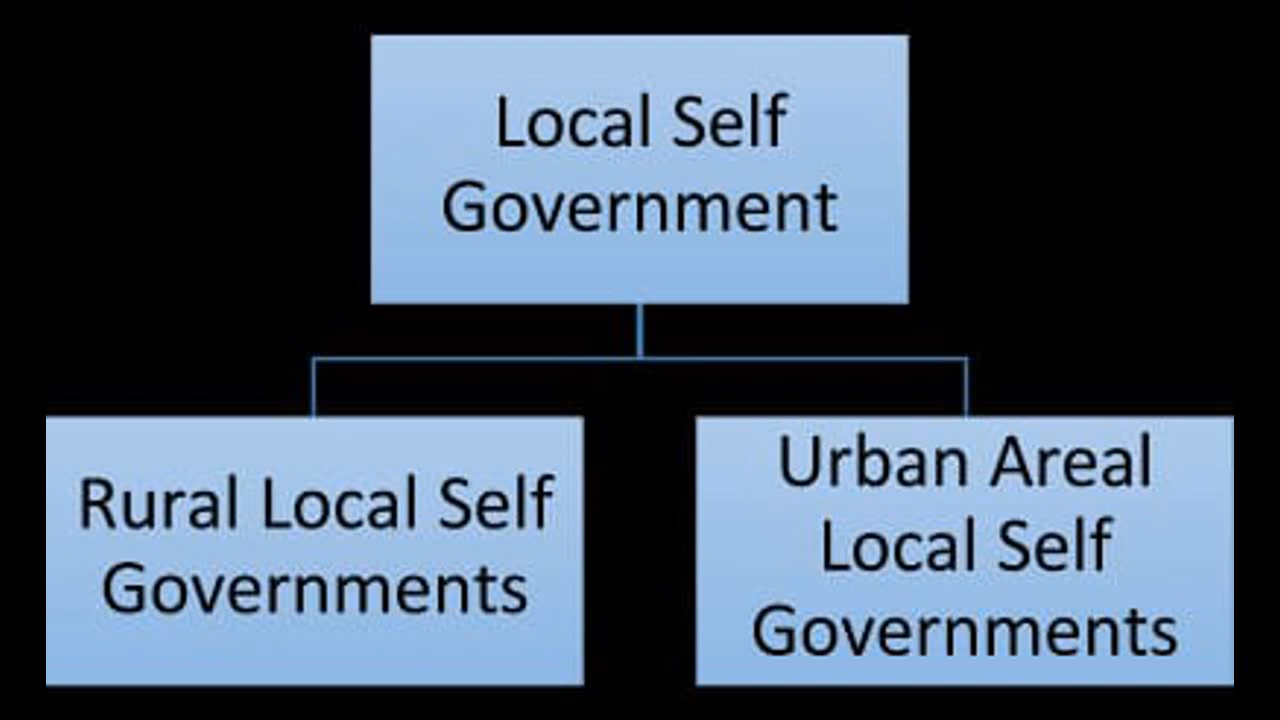 Local Self
Government
Rural Local Self
Governments
Urban Areal
Local Self
Governments